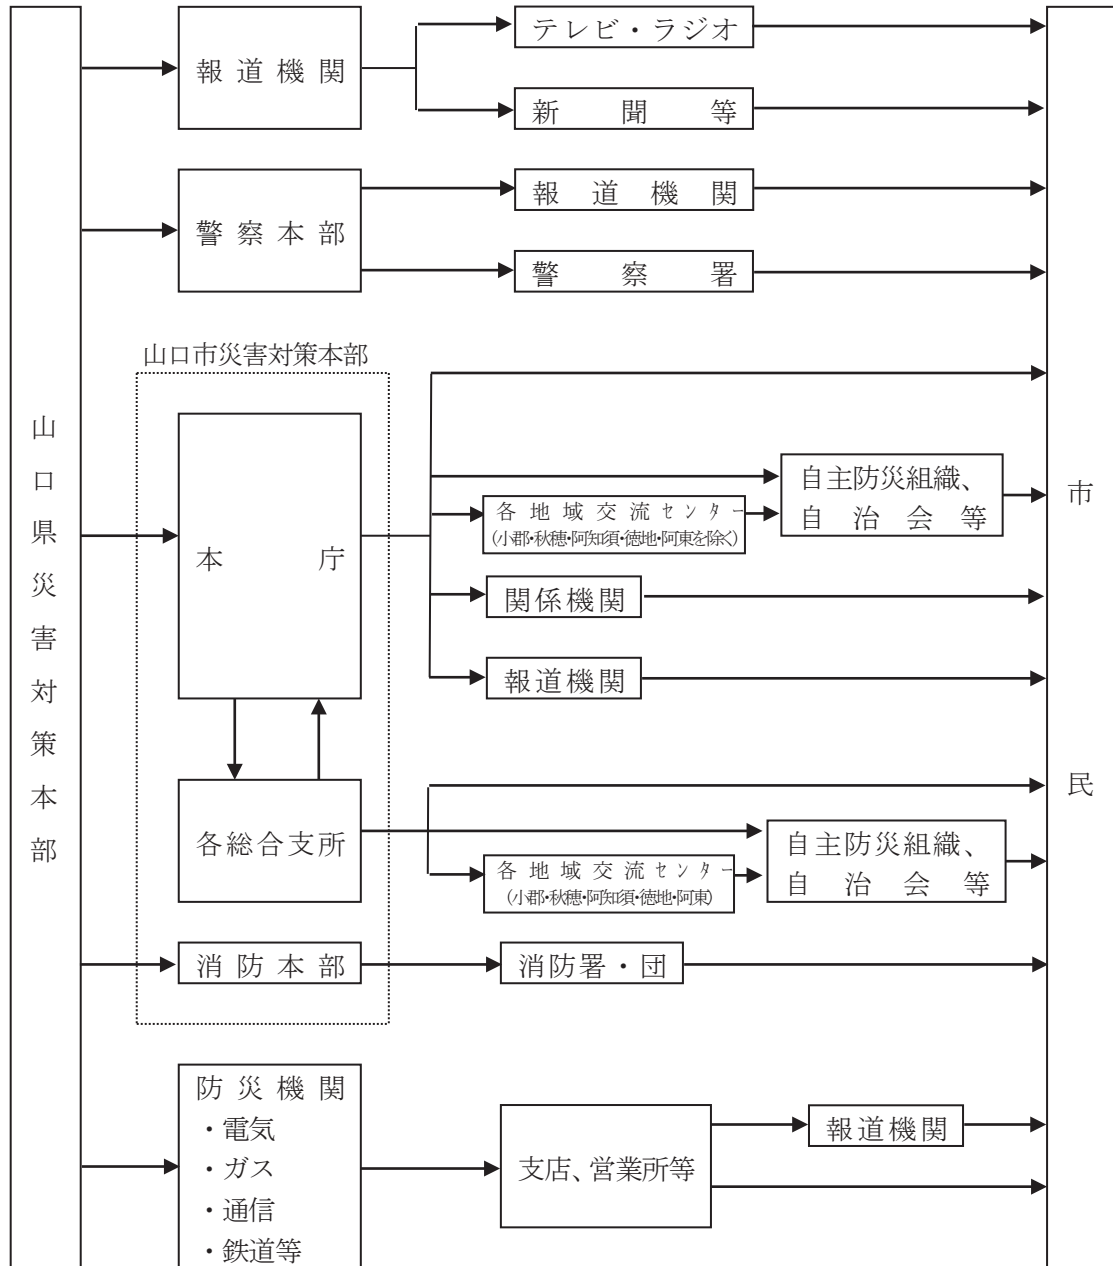 山口県災害対策本部
報道機関
テレビ・ラジオ
新聞等
警察本部
報道機関
警察署
山口市災害対策本部
本庁
自主防災組織、
自治会等
各地域交流センター
(小郡・秋穂・阿知須・徳地・阿東を除く)
関係機関
報道機関
各総合支所
自主防災組織、
自治会等
各地域交流センター
(小郡・秋穂・阿知須・徳地・阿東)
消防本部
消防署・団
防災機関
・電気
・ガス
・通信
・鉄道等
支店、営業所等
報道機関
市民